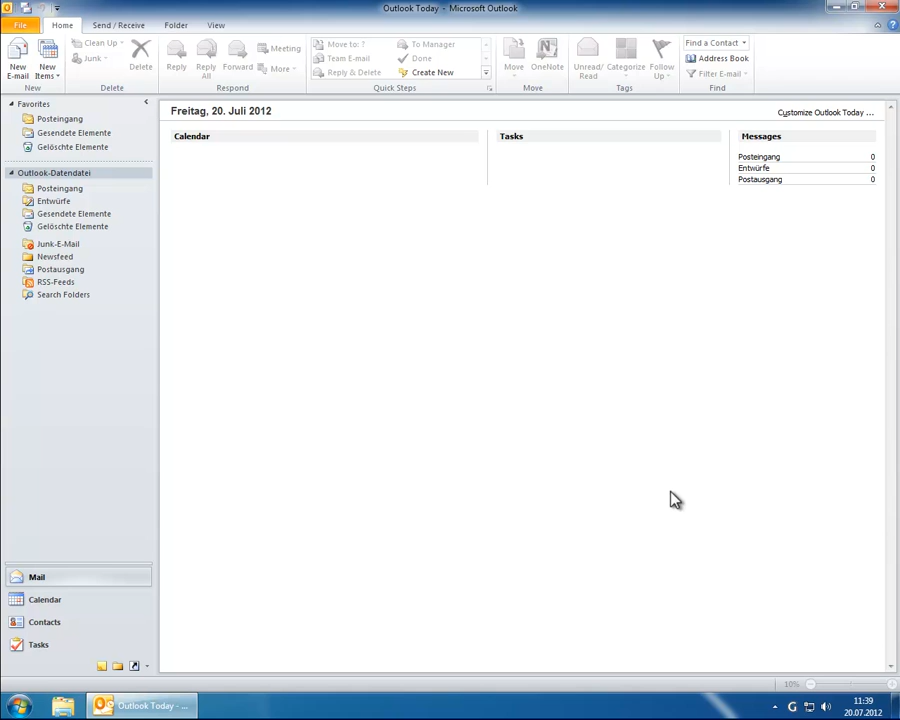 Outlook Today - Microsoft Outlook
File Home Send / Receive Folder View
New E-mail
New Items
New
Clean Up
Junk
Delete
Delete
Reply
Reply All
Forward
Meeting
More
Respond
Move to: ?
Team E-mail
Reply & Delete
To Manager
Done
Create New
Quick Steps
Move
OneNote
Move
Unread/ Read
Categorize
Follow Up
Tags
Find a Contact
Address Book
Filter E-mail
Find
Favorites
Posteingang
Gesendete Elemente
Gelöschte Elemente
Outlook-Datendatei
Posteingang
Entwürfe
Gesendete Elemente
Gelöschte Elemente
Junk-E-Mail
Newsfeed
Postausgang
RSS-Feeds
Search Folders
Mail
Calendar
Contacts
Tasks
Freitag, 20. Juli 2012
Customize Outlook Today ...
Calendar
Tasks
Messages
Posteingang 0
Entwürfe 0
Postausgang 0
10%
Outlook Today - ...
11:39
20.07.2012